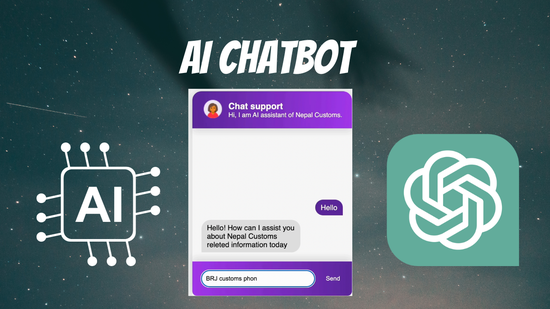 AI CHATBOT
Chat support
Hi, I am AI assistant of Nepal Customs.
AI
Hello
Hello! How can I assist you
about Nepal Customs
releted information today
BRJ customs phon
Send